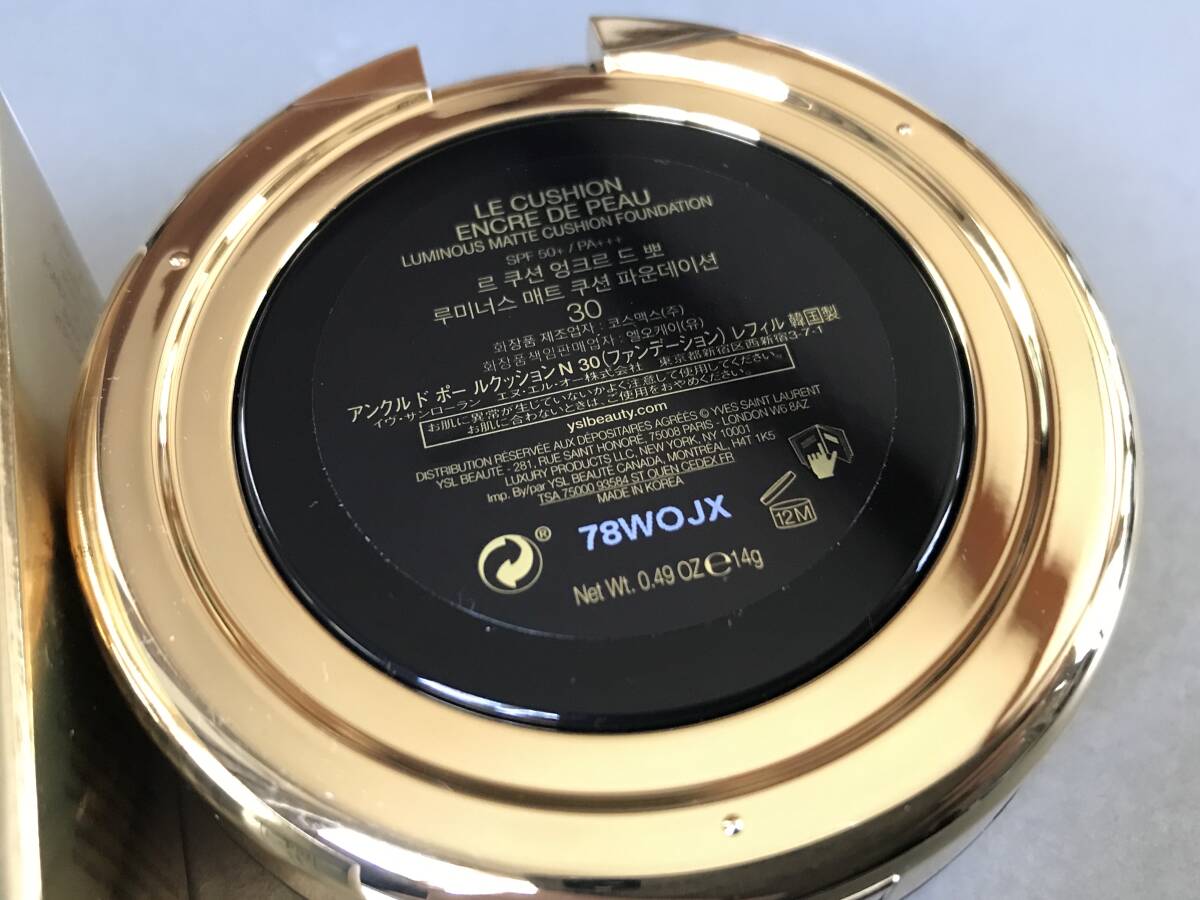 LE CUSHION
ENCRE DE PEAU
LUMINOUS MATTE CUSHION FOUNDATION
SPF 50+ / PA+++
르 쿠션 엉크르 드 뽀
루미너스 매트 쿠션 파운데이션
30
화장품 제조업자 : 코스맥스(주)
화장품책임판매업자 : 엘오케이(유)
アンクル ド ポー ルクッション N 30 (ファンデーション) レフィル 韓国製
イヴ・サンローラン エヌ・エル・オー株式会社 東京都新宿区西新宿3-7-1
お肌に異常が生じていないかよく注意して使用してください。
お肌に合わないときは、ご使用をおやめください。
yslbeauty.com
DISTRIBUTION RÉSERVÉE AUX DÉPOSITAIRES AGRÉÉS © YVES SAINT LAURENT
YSL BEAUTÉ - 281, RUE SAINT HONORÉ, 75008 PARIS - LONDON W6 8AZ
LUXURY PRODUCTS LLC, NEW YORK, NY 10001
Imp. By/par YSL BEAUTÉ CANADA, MONTRÉAL, H4T 1K5
TSA 75000 93584 ST OUEN CEDEX FR
MADE IN KOREA
78WOJX
12M
®
Net Wt. 0.49 OZ ℮ 14g